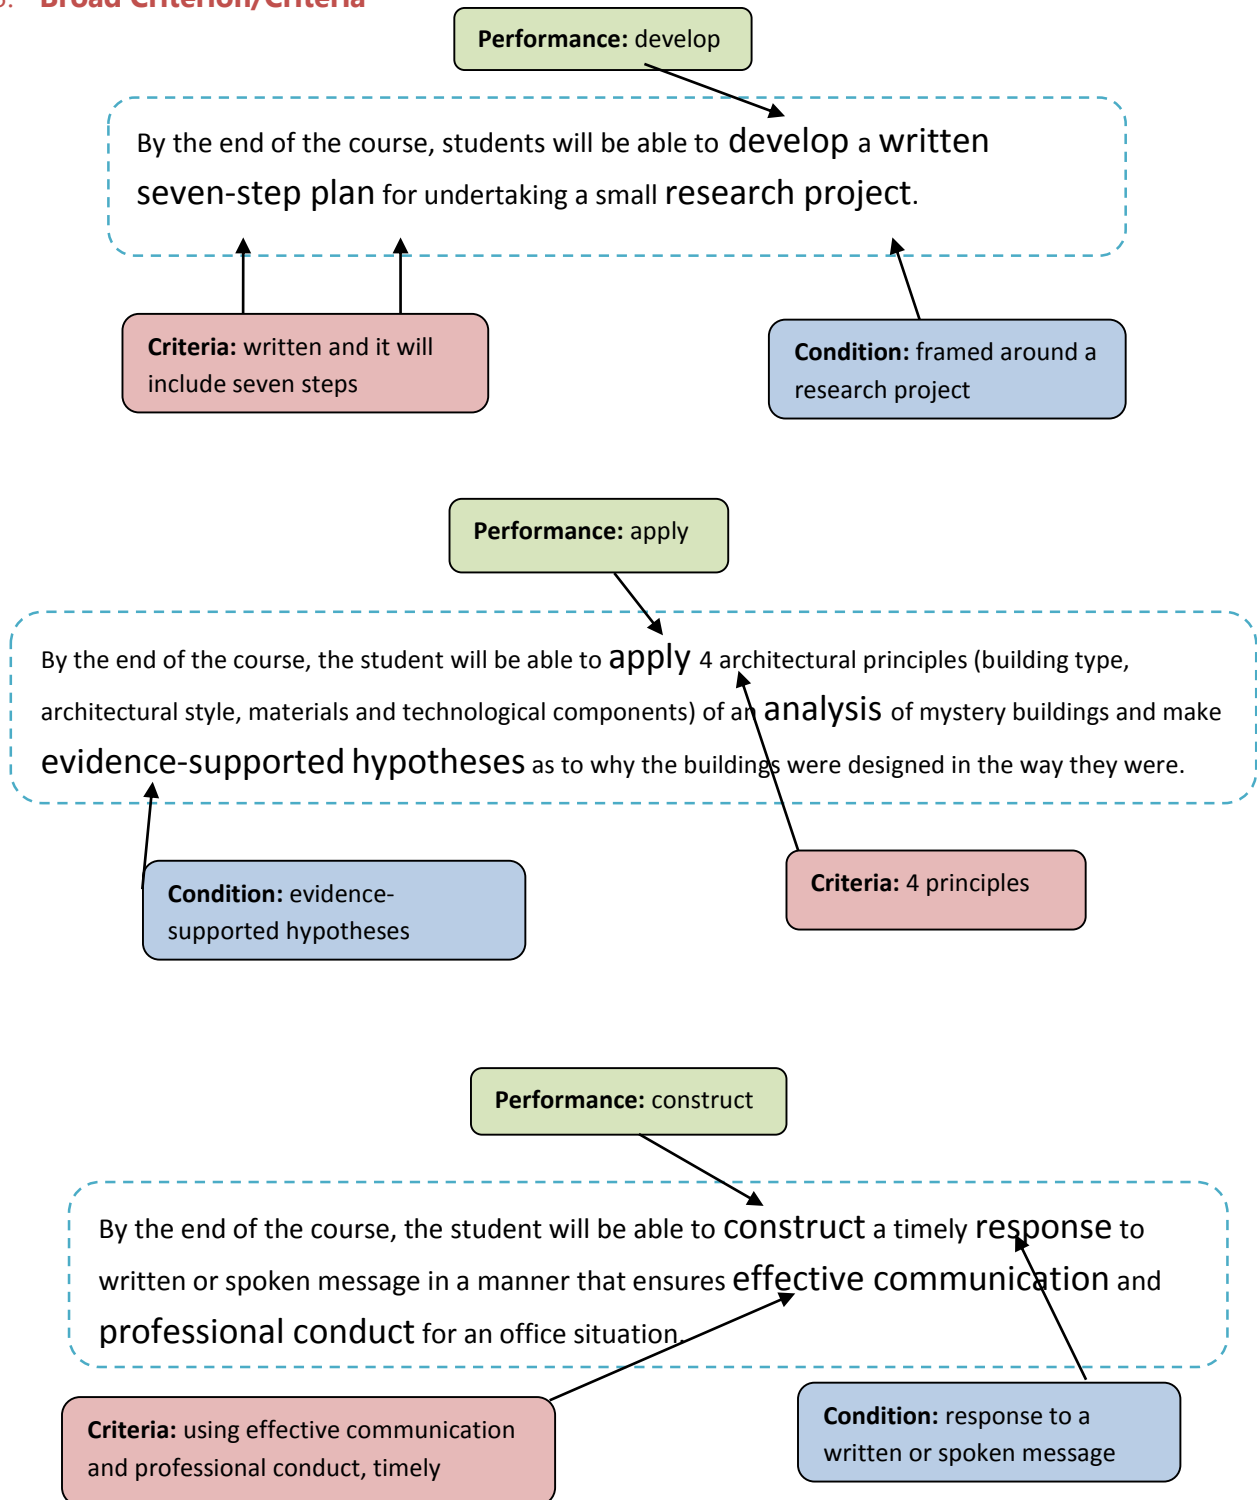 Broad Criterion/Criteria
Performance: develop
By the end of the course, students will be able to develop a written
seven-step plan for undertaking a small research project.
Criteria: written and it will
include seven steps
Condition: framed around a
research project
Performance: apply
By the end of the course, the student will be able to apply 4 architectural principles (building type,
architectural style, materials and technological components) of an analysis of mystery buildings and make
evidence-supported hypotheses as to why the buildings were designed in the way they were.
Condition: evidence-
supported hypotheses
Criteria: 4 principles
Performance: construct
By the end of the course, the student will be able to construct a timely response to
written or spoken message in a manner that ensures effective communication and
professional conduct for an office situation.
Criteria: using effective communication
and professional conduct, timely
Condition: response to a
written or spoken message